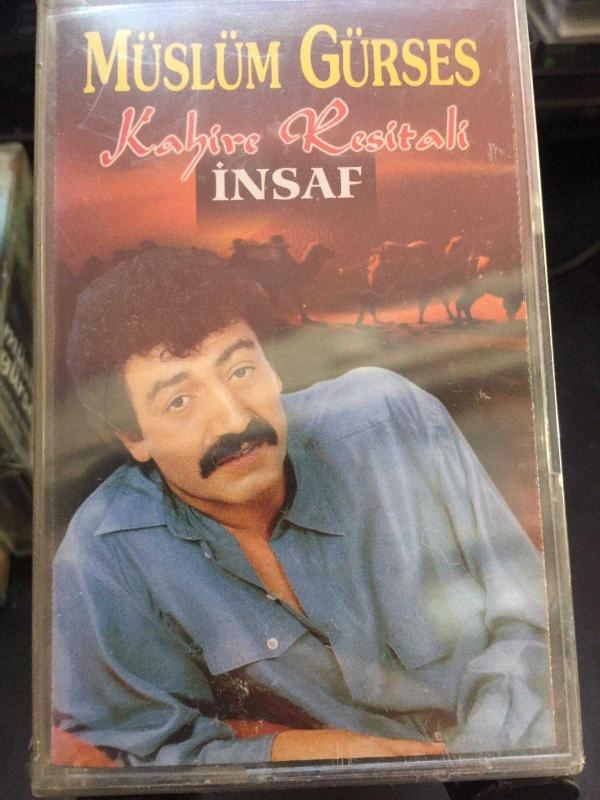 MÜSLÜM GÜRSES
Kahire Resitali
İNSAF